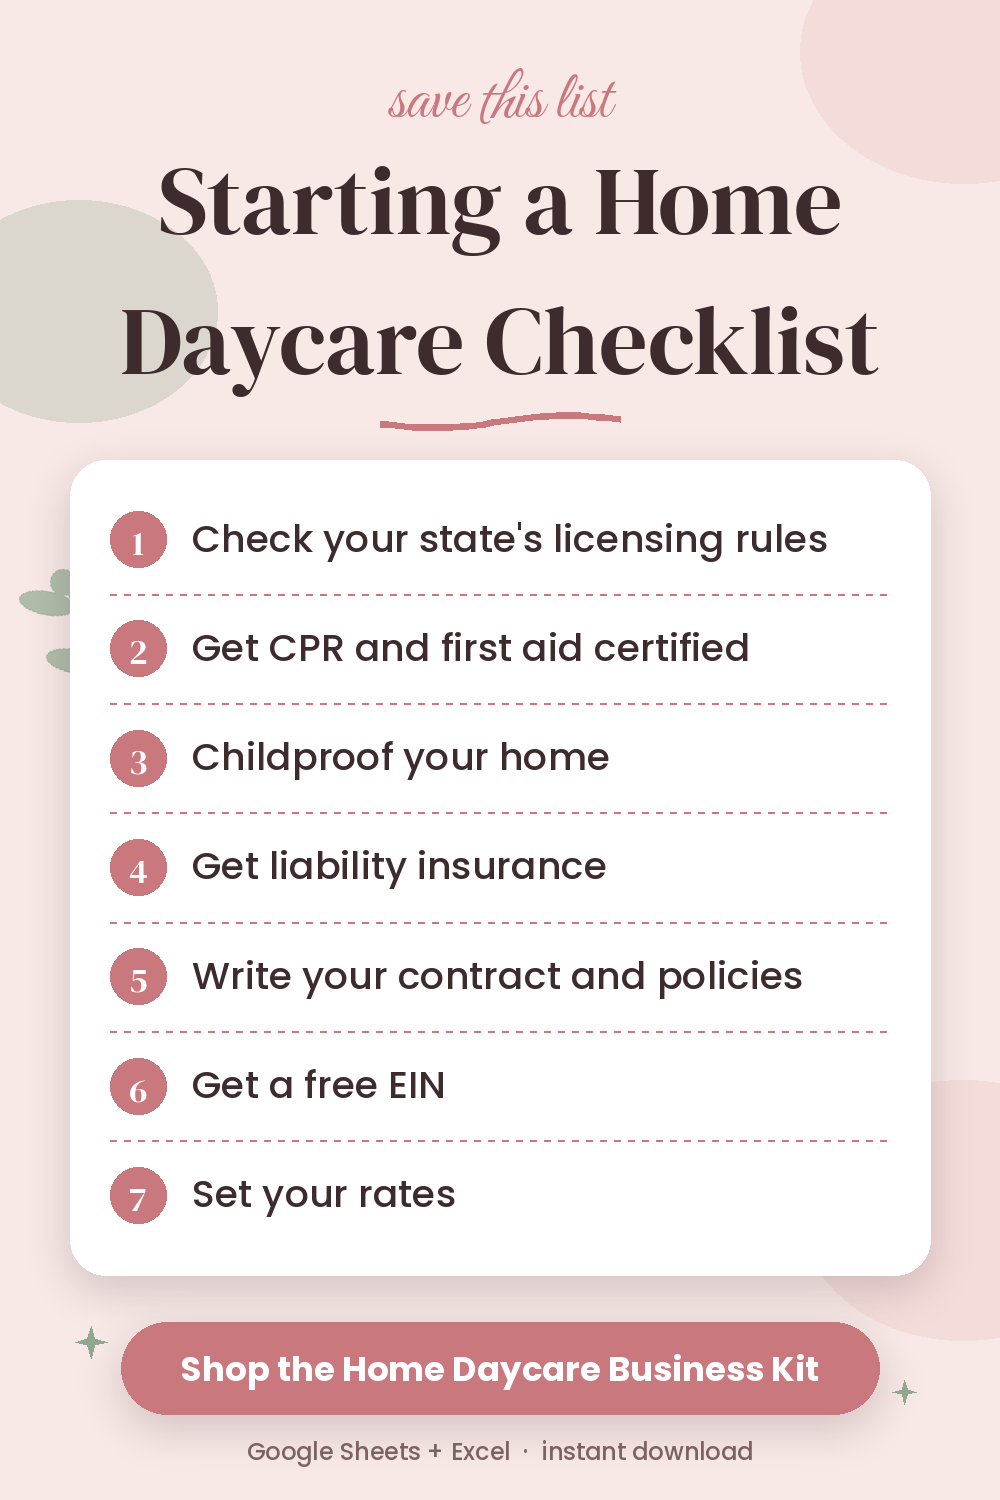 save this list
Starting a Home
Daycare Checklist
1 Check your state's licensing rules
2 Get CPR and first aid certified
3 Childproof your home
4 Get liability insurance
5 Write your contract and policies
6 Get a free EIN
7 Set your rates
Shop the Home Daycare Business Kit
Google Sheets + Excel · instant download